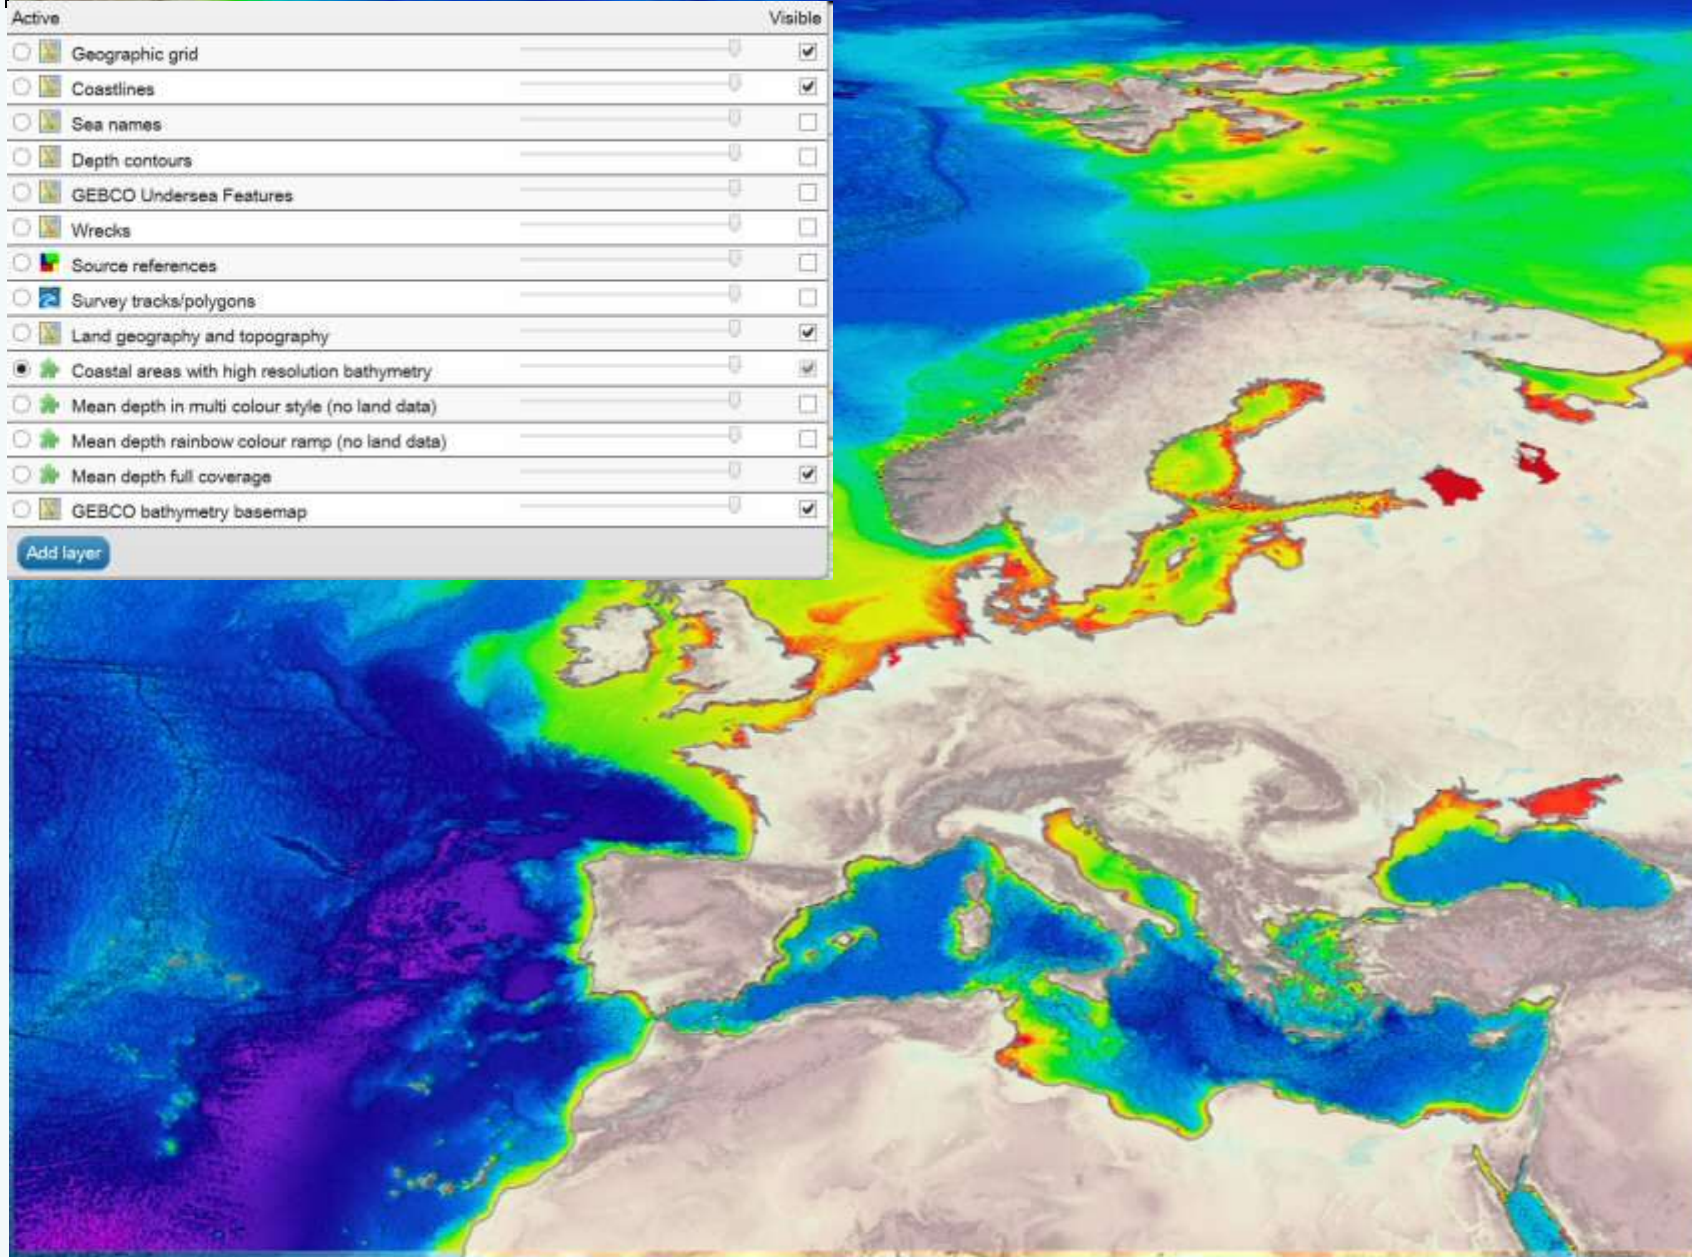 Active Visible
Geographic grid
Coastlines
Sea names
Depth contours
GEBCO Undersea Features
Wrecks
Source references
Survey tracks/polygons
Land geography and topography
Coastal areas with high resolution bathymetry
Mean depth in multi colour style (no land data)
Mean depth rainbow colour ramp (no land data)
Mean depth full coverage
GEBCO bathymetry basemap
Add layer